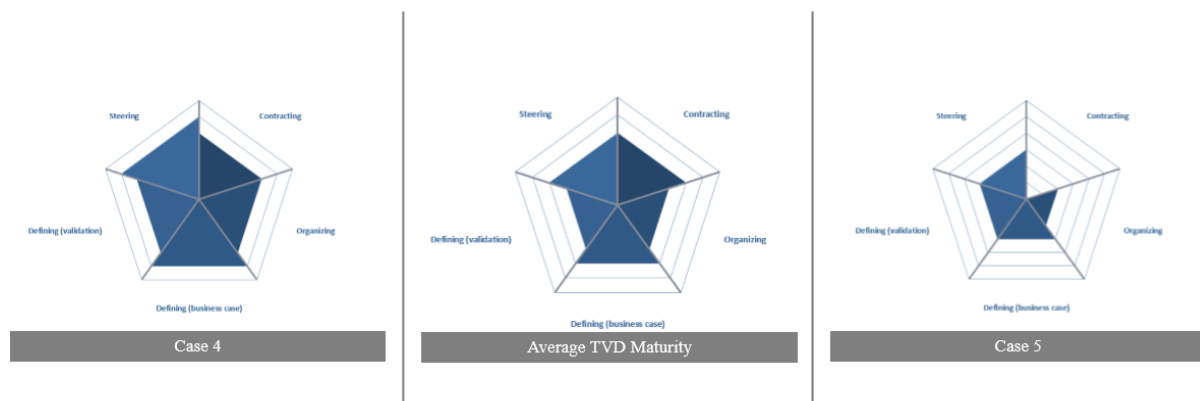 Steering
Contracting
Defining (validation)
Organizing
Defining (business case)
Case 4
Steering
Contracting
Defining (validation)
Organizing
Defining (business case)
Average TVD Maturity
Steering
Contracting
Defining (validation)
Organizing
Defining (business case)
Case 5